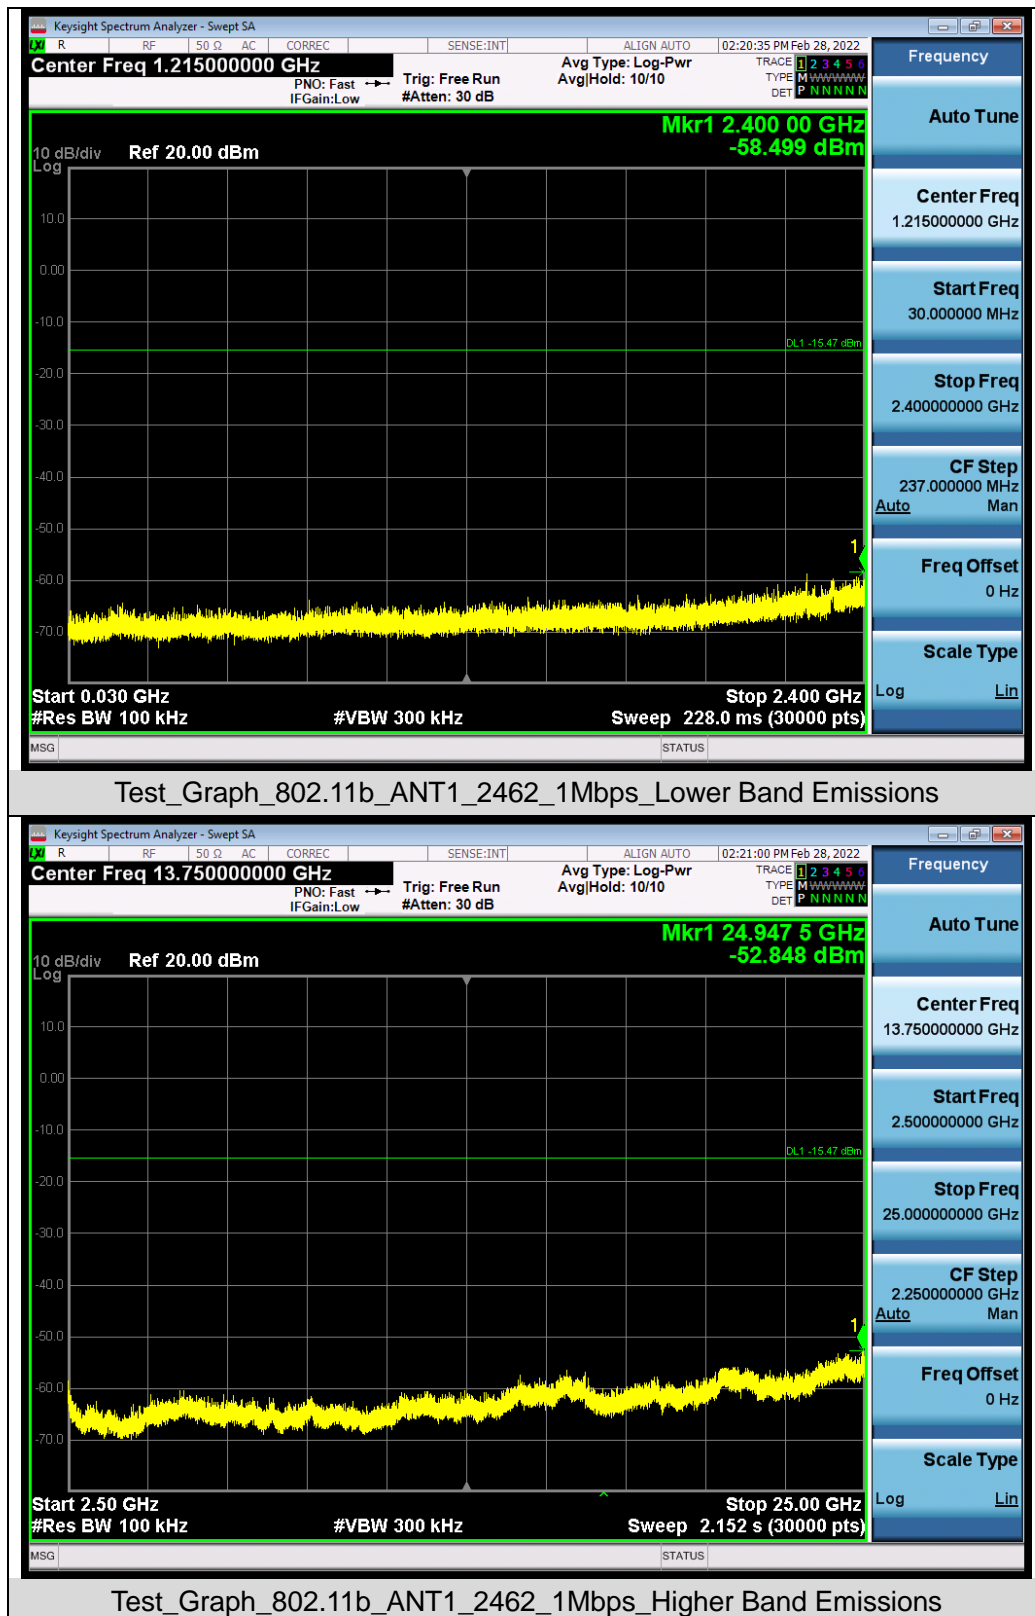 Keysight Spectrum Analyzer - Swept SA
LXI R RF 50 Ω AC CORREC SENSE:INT ALIGN AUTO 02:20:35 PM Feb 28, 2022
Center Freq 1.215000000 GHz
PNO: Fast
IFGain:Low
Trig: Free Run
#Atten: 30 dB
Avg Type: Log-Pwr
Avg|Hold: 10/10
TRACE 1 2 3 4 5 6
TYPE M WWWWW
DET P N N N N N
Mkr1 2.400 00 GHz
-58.499 dBm
10 dB/div Ref 20.00 dBm
Log
10.0
0.00
-10.0
DL1 -15.47 dBm
-20.0
-30.0
-40.0
-50.0
1
-60.0
-70.0
Start 0.030 GHz Stop 2.400 GHz
#Res BW 100 kHz #VBW 300 kHz Sweep 228.0 ms (30000 pts)
MSG STATUS
Frequency
Auto Tune
Center Freq
1.215000000 GHz
Start Freq
30.000000 MHz
Stop Freq
2.400000000 GHz
CF Step
237.000000 MHz
Auto Man
Freq Offset
0 Hz
Scale Type
Log Lin
Test_Graph_802.11b_ANT1_2462_1Mbps_Lower Band Emissions
Keysight Spectrum Analyzer - Swept SA
LXI R RF 50 Ω AC CORREC SENSE:INT ALIGN AUTO 02:21:00 PM Feb 28, 2022
Center Freq 13.750000000 GHz
PNO: Fast
IFGain:Low
Trig: Free Run
#Atten: 30 dB
Avg Type: Log-Pwr
Avg|Hold: 10/10
TRACE 1 2 3 4 5 6
TYPE M WWWWW
DET P N N N N N
Mkr1 24.947 5 GHz
-52.848 dBm
10 dB/div Ref 20.00 dBm
Log
10.0
0.00
-10.0
DL1 -15.47 dBm
-20.0
-30.0
-40.0
-50.0
1
-60.0
-70.0
Start 2.50 GHz Stop 25.00 GHz
#Res BW 100 kHz #VBW 300 kHz Sweep 2.152 s (30000 pts)
MSG STATUS
Frequency
Auto Tune
Center Freq
13.750000000 GHz
Start Freq
2.500000000 GHz
Stop Freq
25.000000000 GHz
CF Step
2.250000000 GHz
Auto Man
Freq Offset
0 Hz
Scale Type
Log Lin
Test_Graph_802.11b_ANT1_2462_1Mbps_Higher Band Emissions